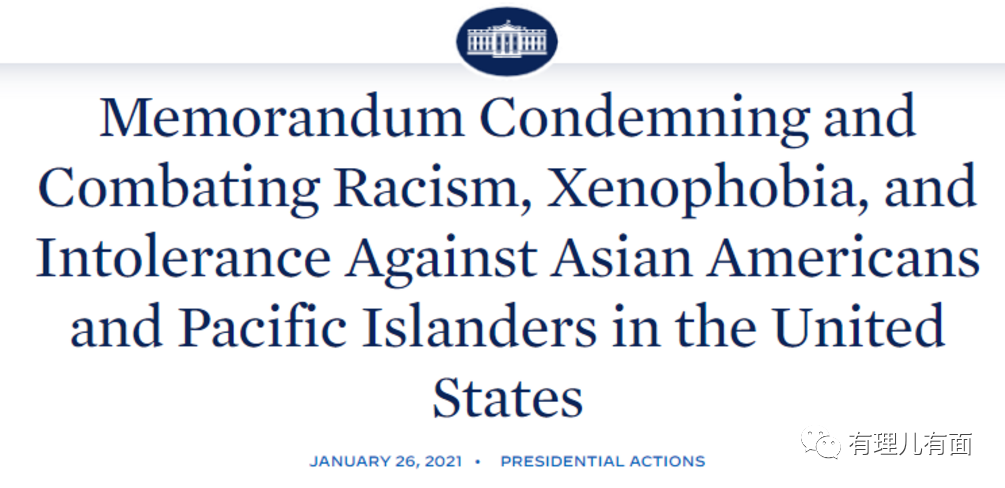 Memorandum Condemning and
Combating Racism, Xenophobia, and
Intolerance Against Asian Americans
and Pacific Islanders in the United
States
JANUARY 26, 2021 • PRESIDENTIAL ACTIONS
有理儿有面